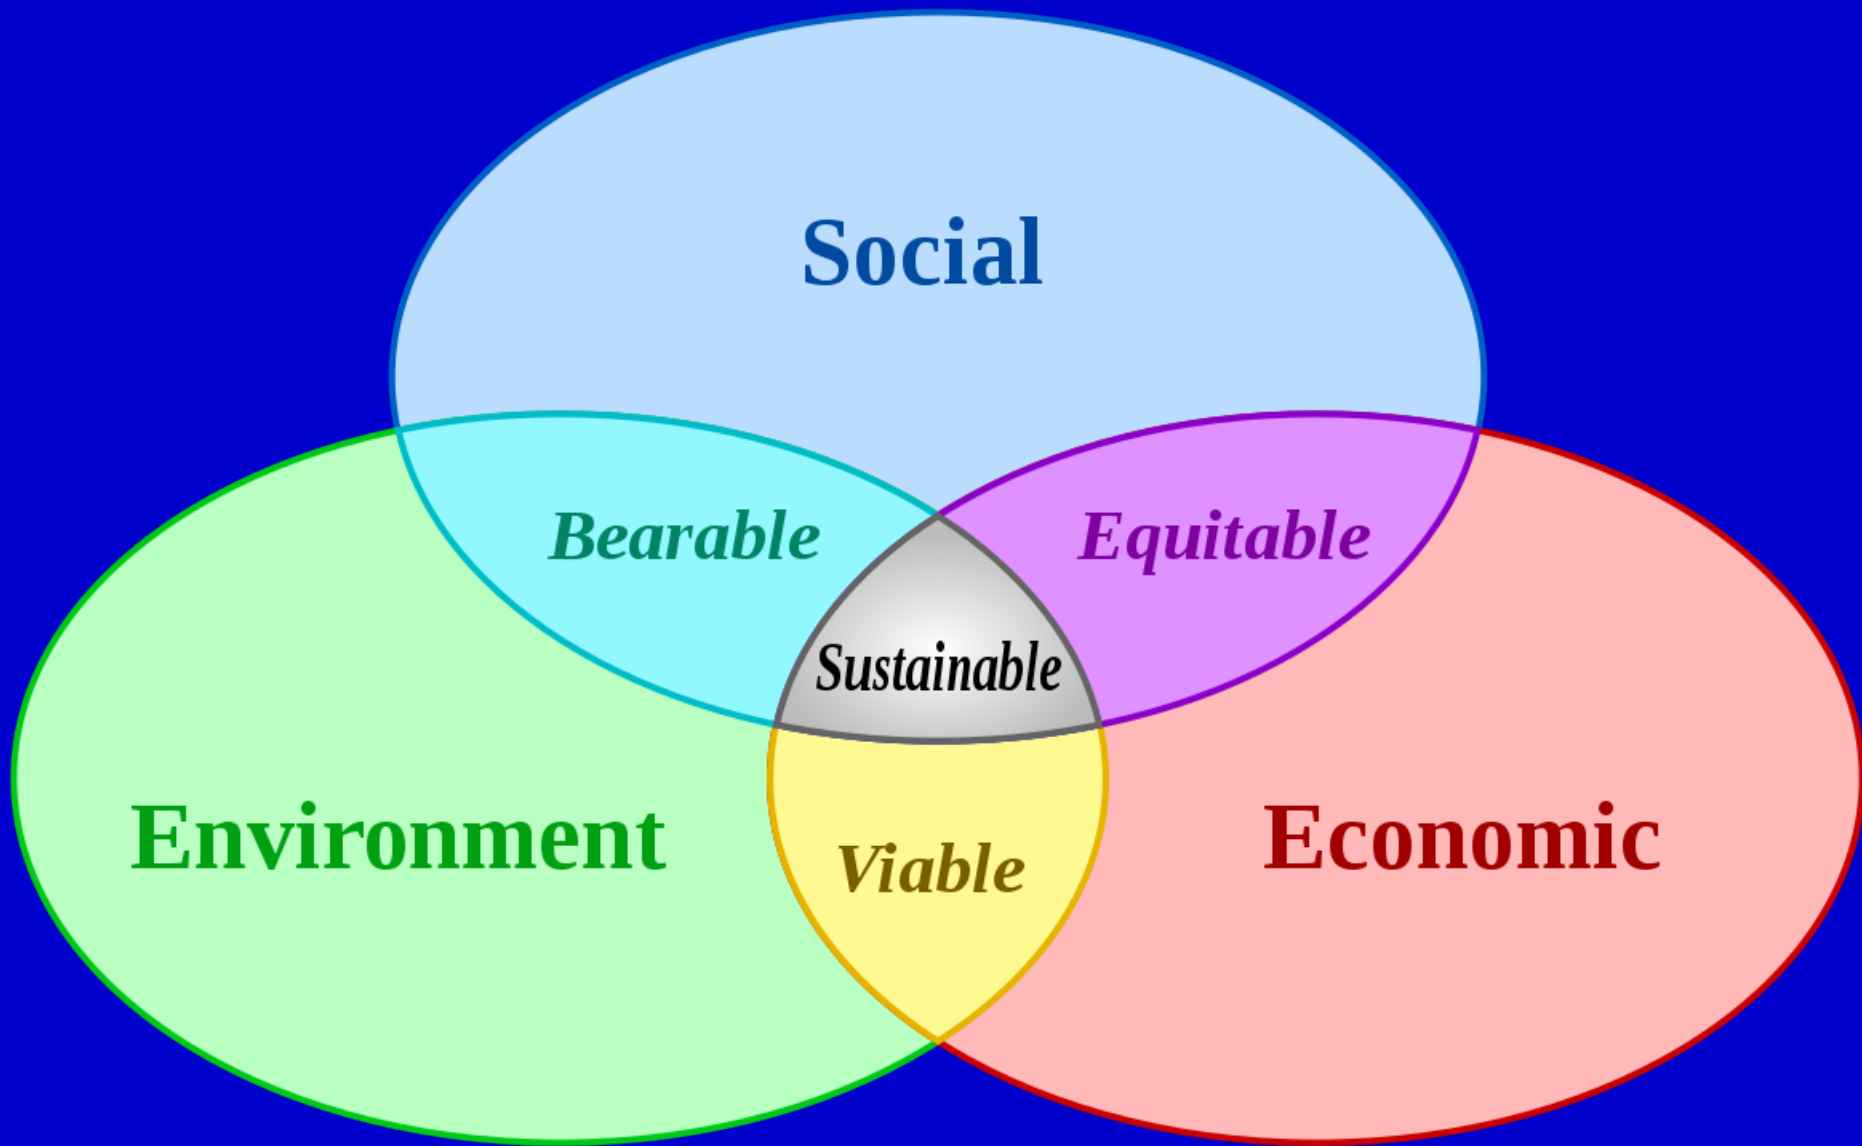 Social
Bearable
Equitable
Sustainable
Environment
Economic
Viable